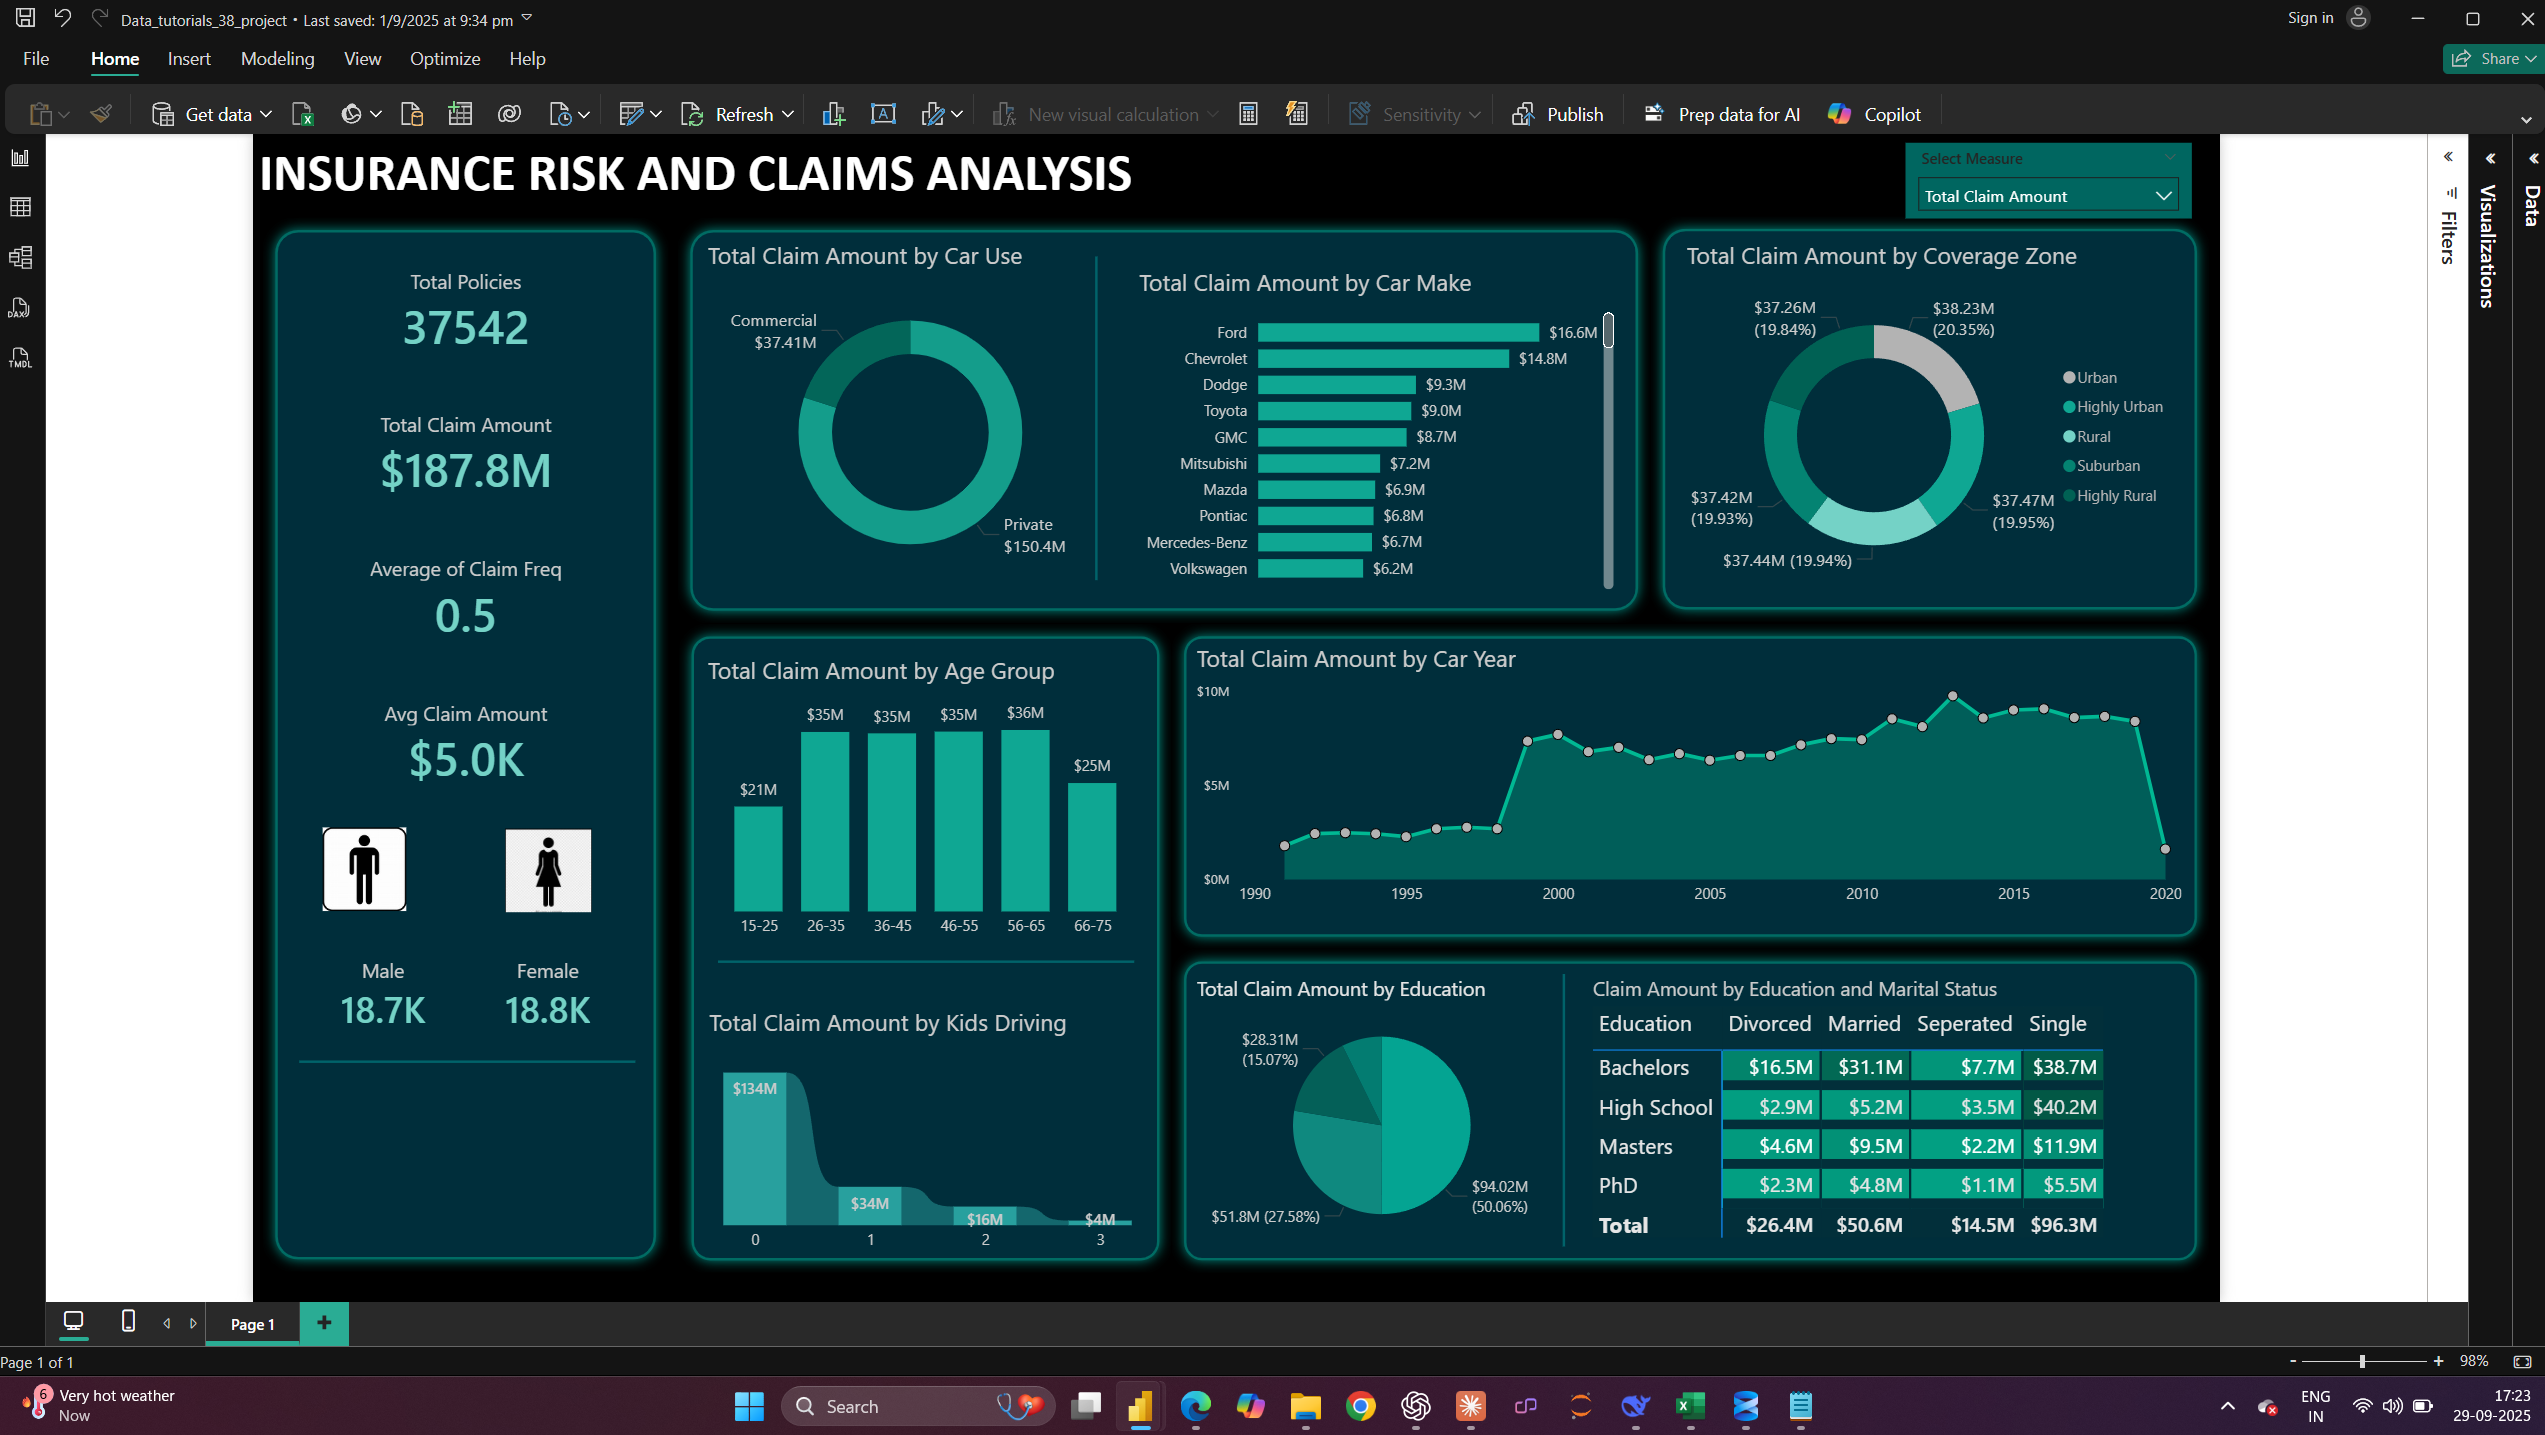 Data_tutorials_38_project • Last saved: 1/9/2025 at 9:34 pm
Sign in
File
Home
Insert
Modeling
View
Optimize
Help
Share
Get data
Refresh
New visual calculation
Sensitivity
Publish
Prep data for AI
Copilot
DAX
TMDL
INSURANCE RISK AND CLAIMS ANALYSIS
Select Measure
Total Claim Amount
Filters
Visualizations
Data
Total Policies
37542
Total Claim Amount
$187.8M
Average of Claim Freq
0.5
Avg Claim Amount
$5.0K
Male
18.7K
Female
18.8K
Total Claim Amount by Car Use
Commercial
$37.41M
Private
$150.4M
Total Claim Amount by Car Make
Ford $16.6M
Chevrolet $14.8M
Dodge $9.3M
Toyota $9.0M
GMC $8.7M
Mitsubishi $7.2M
Mazda $6.9M
Pontiac $6.8M
Mercedes-Benz $6.7M
Volkswagen $6.2M
Total Claim Amount by Coverage Zone
$37.26M
(19.84%)
$38.23M
(20.35%)
$37.42M
(19.93%)
$37.47M
(19.95%)
$37.44M (19.94%)
Urban
Highly Urban
Rural
Suburban
Highly Rural
Total Claim Amount by Age Group
$21M
$35M
$35M
$35M
$36M
$25M
15-25
26-35
36-45
46-55
56-65
66-75
Total Claim Amount by Kids Driving
$134M
$34M
$16M
$4M
0
1
2
3
Total Claim Amount by Car Year
$10M
$5M
$0M
1990
1995
2000
2005
2010
2015
2020
Total Claim Amount by Education
$28.31M
(15.07%)
$94.02M
(50.06%)
$51.8M (27.58%)
Claim Amount by Education and Marital Status
Education Divorced Married Seperated Single
Bachelors $16.5M $31.1M $7.7M $38.7M
High School $2.9M $5.2M $3.5M $40.2M
Masters $4.6M $9.5M $2.2M $11.9M
PhD $2.3M $4.8M $1.1M $5.5M
Total $26.4M $50.6M $14.5M $96.3M
Page 1
+
Page 1 of 1
- + 98%
6
Very hot weather
Now
Search
ENG
IN
17:23
29-09-2025